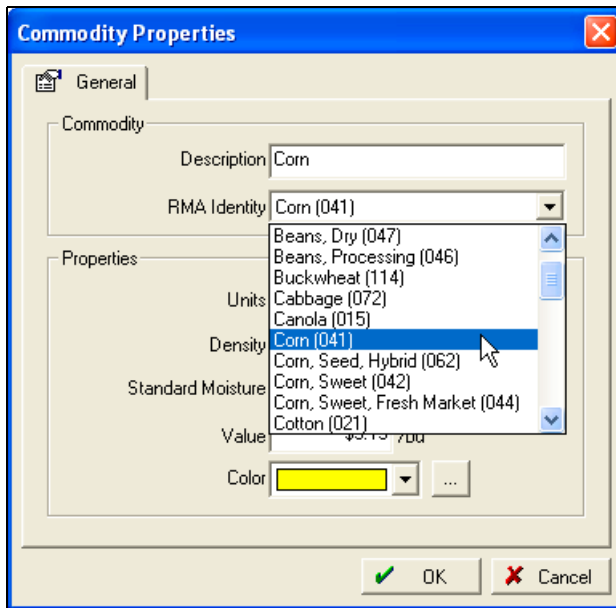 Commodity Properties
General
Commodity
Description Corn
RMA Identity Corn (041)
Beans, Dry (047)
Beans, Processing (046)
Buckwheat (114)
Cabbage (072)
Canola (015)
Corn (041)
Corn, Seed, Hybrid (062)
Corn, Sweet (042)
Corn, Sweet, Fresh Market (044)
Cotton (021)
Properties
Units
Density
Standard Moisture
Value
Color ...
OK Cancel